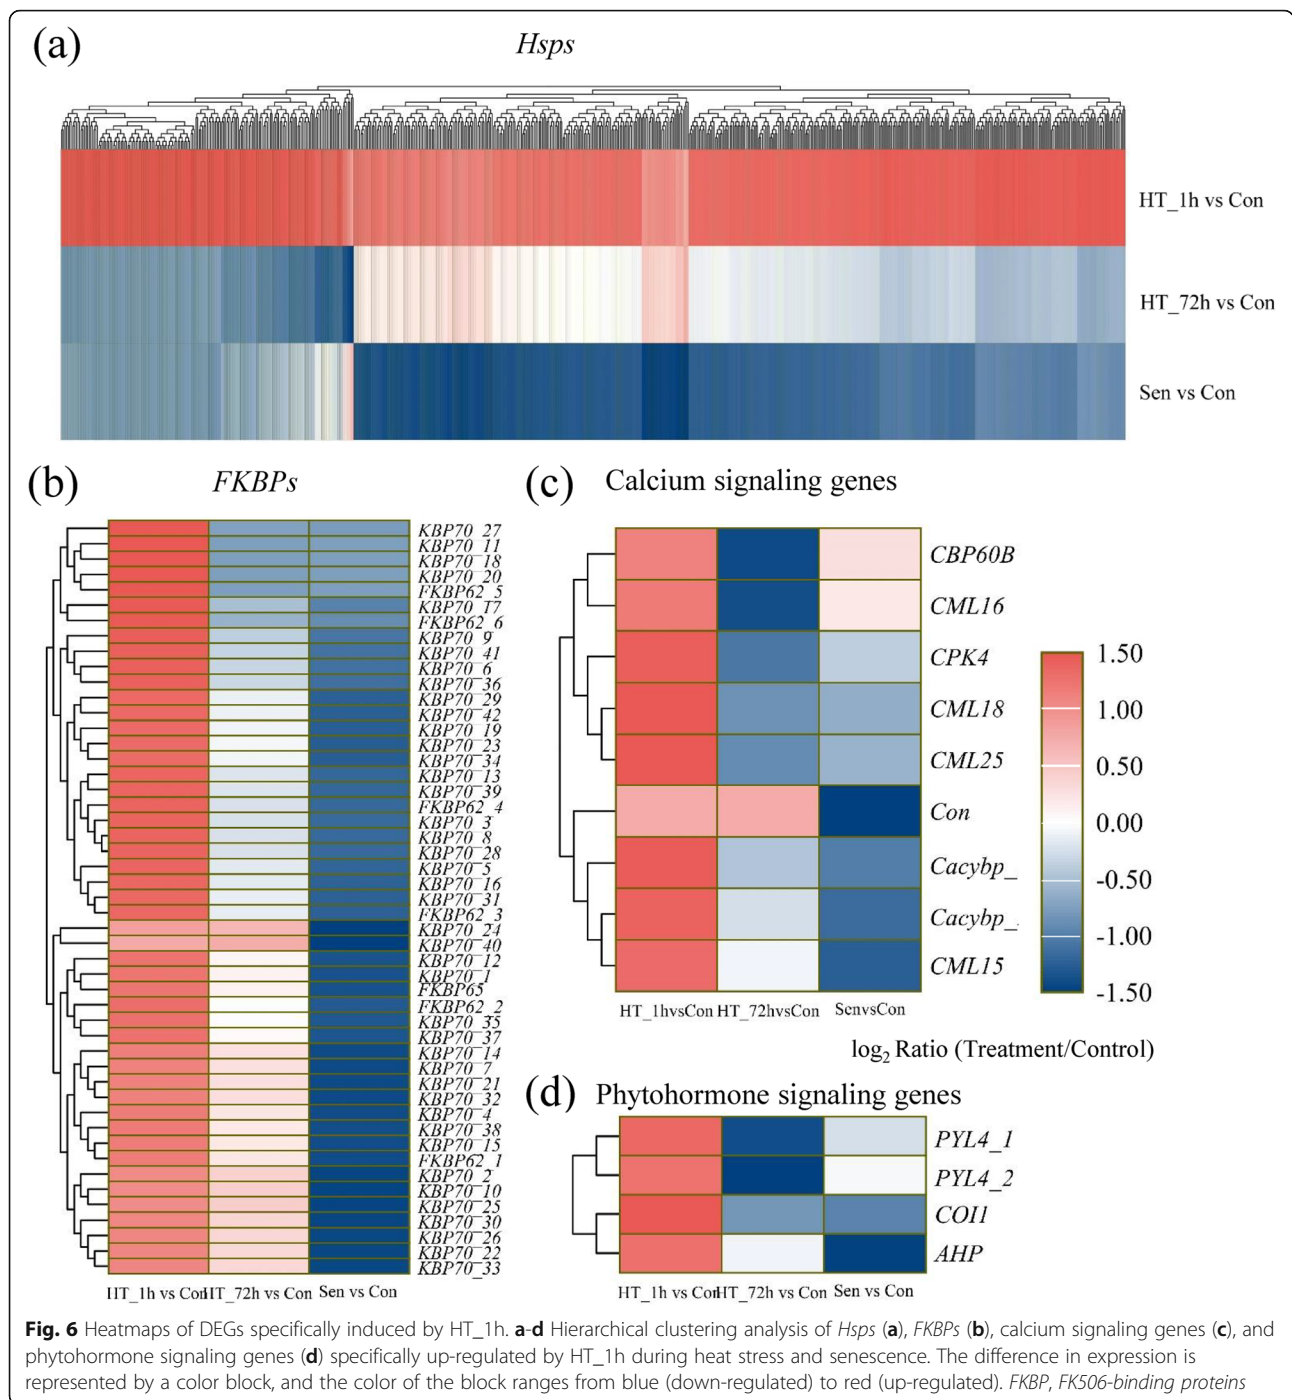 (a)
Hsps
HT_1h vs Con
HT_72h vs Con
Sen vs Con
(b)
FKBPs
KBP70_27
KBP70_11
KBP70_18
KBP70_20
FKBP62_5
KBP70_17
FKBP62_6
KBP70_9
KBP70_41
KBP70_6
KBP70_36
KBP70_29
KBP70_42
KBP70_19
KBP70_23
KBP70_34
KBP70_13
KBP70_39
FKBP62_4
KBP70_3
KBP70_8
KBP70_28
KBP70_5
KBP70_16
KBP70_31
FKBP62_3
KBP70_24
KBP70_40
KBP70_12
KBP70_1
FKBP65
FKBP62_2
KBP70_35
KBP70_37
KBP70_14
KBP70_7
KBP70_21
KBP70_32
KBP70_4
KBP70_38
KBP70_15
FKBP62_1
KBP70_2
KBP70_10
KBP70_25
KBP70_30
KBP70_26
KBP70_22
KBP70_33
HT_1h vs Con HT_72h vs Con Sen vs Con
(c)
Calcium signaling genes
CBP60B
CML16
CPK4
CML18
CML25
Con
Cacybp_
Cacybp_
CML15
HT_1hvsCon HT_72hvsCon SenvsCon
1.50
1.00
0.50
0.00
-0.50
-1.00
-1.50
log2 Ratio (Treatment/Control)
(d)
Phytohormone signaling genes
PYL4_1
PYL4_2
COI1
AHP
HT_1h vs Con HT_72h vs Con Sen vs Con
Fig. 6 Heatmaps of DEGs specifically induced by HT_1h. a-d Hierarchical clustering analysis of Hsps (a), FKBPs (b), calcium signaling genes (c), and
phytohormone signaling genes (d) specifically up-regulated by HT_1h during heat stress and senescence. The difference in expression is
represented by a color block, and the color of the block ranges from blue (down-regulated) to red (up-regulated). FKBP, FK506-binding proteins